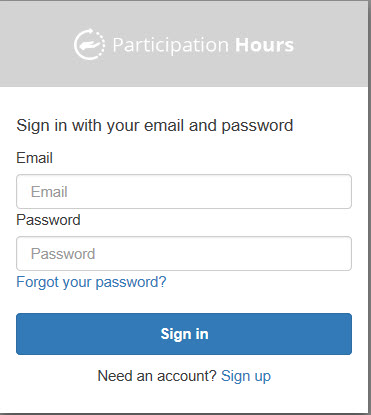 Participation Hours
Sign in with your email and password
Email
Email
Password
Password
Forgot your password?
Sign in
Need an account? Sign up